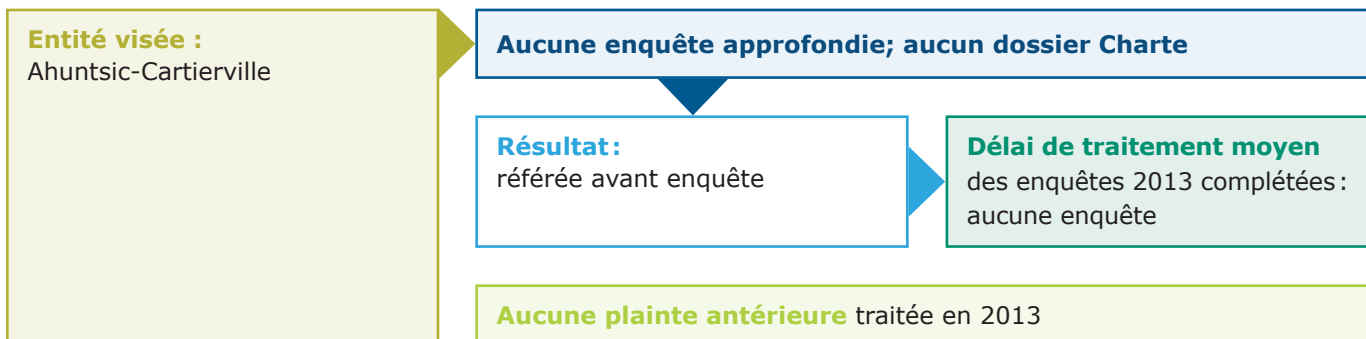 Entité visée :
Ahuntsic-Cartierville
Aucune enquête approfondie; aucun dossier Charte
Résultat :
référée avant enquête
Délai de traitement moyen
des enquêtes 2013 complétées :
aucune enquête
Aucune plainte antérieure traitée en 2013